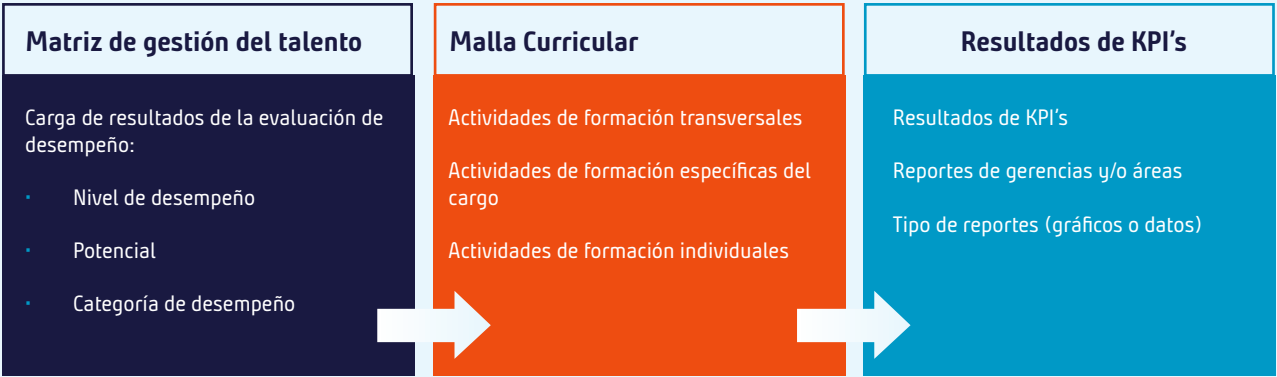 Matriz de gestión del talento
Carga de resultados de la evaluación de
desempeño:
· Nivel de desempeño
· Potencial
· Categoría de desempeño
Malla Curricular
Actividades de formación transversales
Actividades de formación específicas del
cargo
Actividades de formación individuales
Resultados de KPI's
Resultados de KPI's
Reportes de gerencias y/o áreas
Tipo de reportes (gráficos o datos)